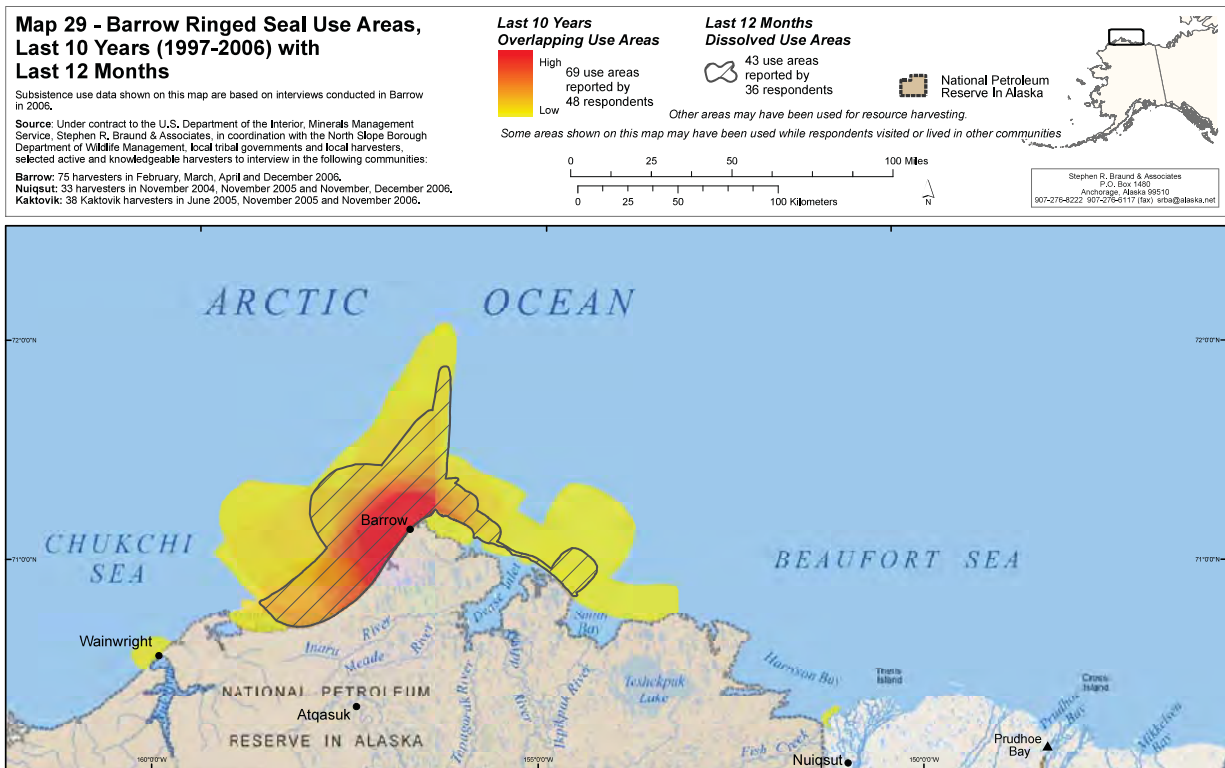 Map 29 - Barrow Ringed Seal Use Areas,
Last 10 Years (1997-2006) with
Last 12 Months
Subsistence use data shown on this map are based on interviews conducted in Barrow
in 2006.
Source: Under contract to the U.S. Department of the Interior, Minerals Management
Service, Stephen R. Braund & Associates, in coordination with the North Slope Borough
Department of Wildlife Management, local tribal governments and local harvesters,
selected active and knowledgeable harvesters to interview in the following communities:
Barrow: 75 harvesters in February, March, April and December 2006.
Nuiqsut: 33 harvesters in November 2004, November 2005 and November, December 2006.
Kaktovik: 38 Kaktovik harvesters in June 2005, November 2005 and November 2006.
Last 10 Years
Overlapping Use Areas
High
Low
69 use areas
reported by
48 respondents
Last 12 Months
Dissolved Use Areas
43 use areas
reported by
36 respondents
National Petroleum
Reserve In Alaska
Other areas may have been used for resource harvesting.
Some areas shown on this map may have been used while respondents visited or lived in other communities
0 25 50 100 Miles
0 25 50 100 Kilometers
N
Stephen R. Braund & Associates
P.O. Box 1480
Anchorage, Alaska 99510
907-276-8222 907-276-6117 (fax) srba@alaska.net
ARCTIC OCEAN
72°0'0"N
72°0'0"N
Barrow
CHUKCHI
SEA
71°0'0"N
BEAUFORT SEA
71°0'0"N
Wainwright
Inaru River
Meade River
Topagoruk River
Dease Inlet
Ikpikpuk River
Smith
Bay
Teshekpuk
Lake
Harrison Bay
Thetis
Island
Cross
Island
NATIONAL PETROLEUM
RESERVE IN ALASKA
Atqasuk
Fish Creek
Nuiqsut
Prudhoe
Bay
Prudhoe
Bay
Mikkelsen
Bay
160°0'0"W
155°0'0"W
150°0'0"W